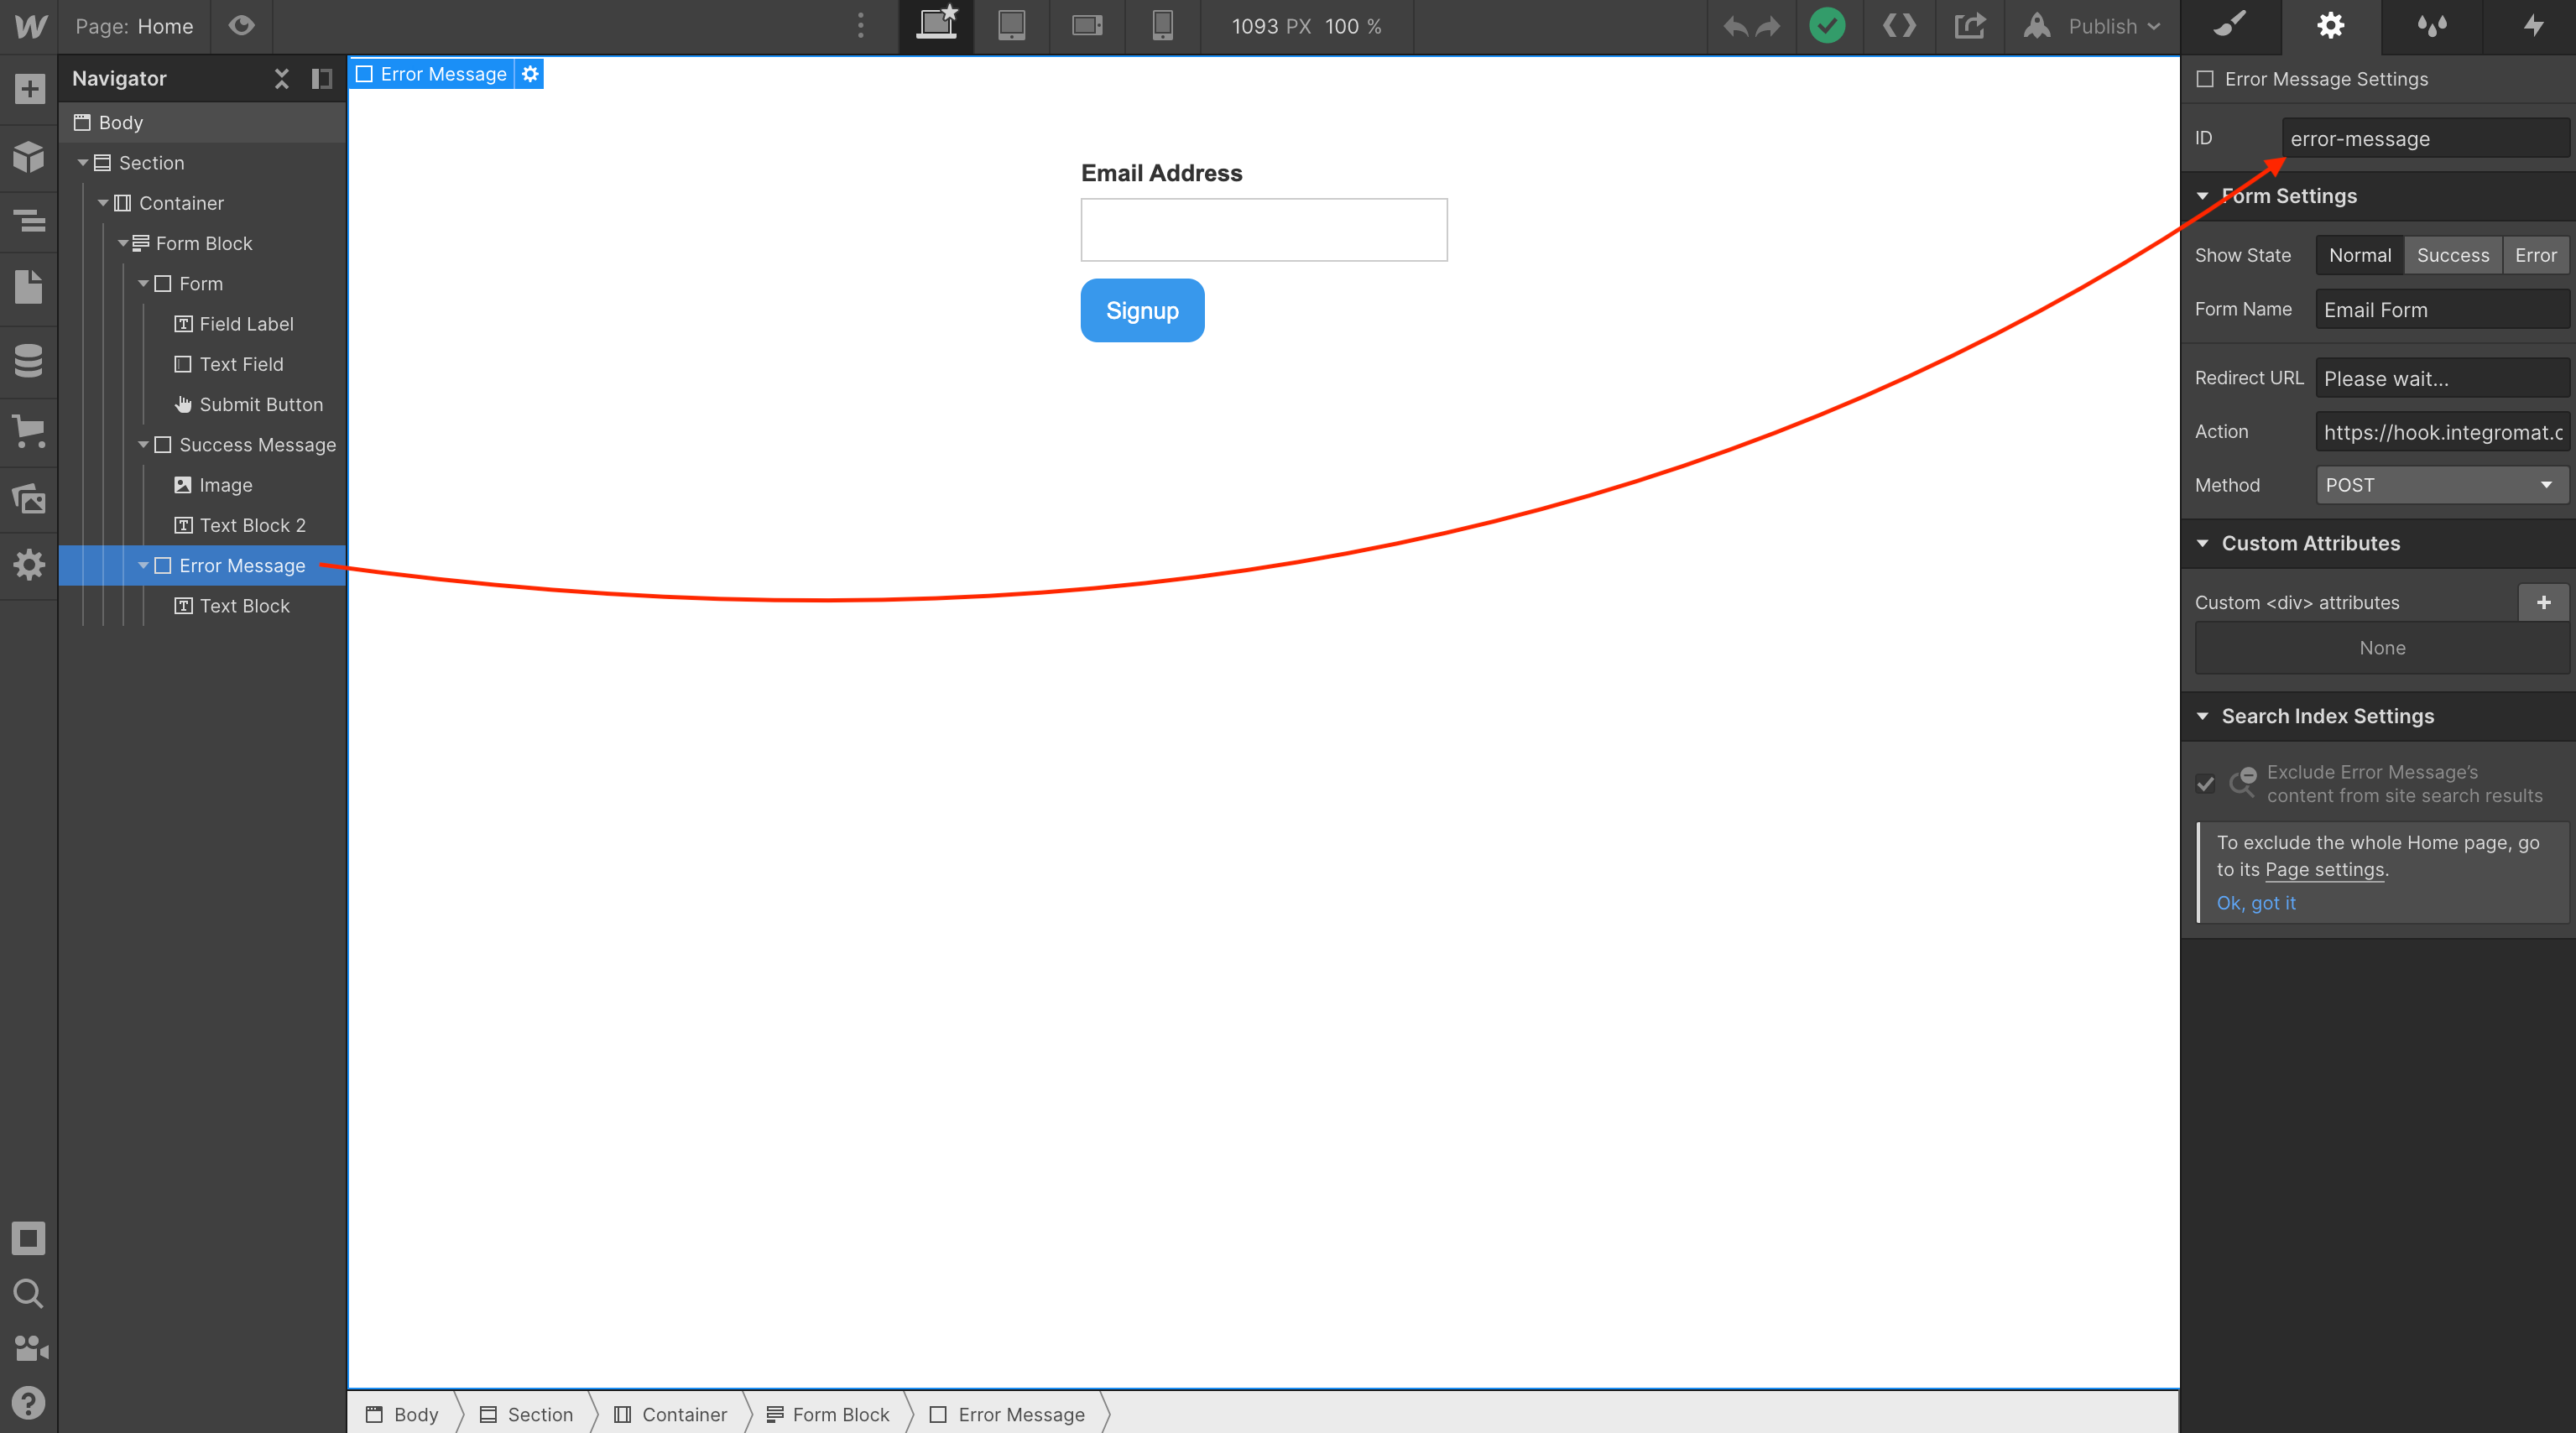 Page: Home
1093 PX 100 %
Publish
Navigator
Body
Section
Container
Form Block
Form
Field Label
Text Field
Submit Button
Success Message
Image
Text Block 2
Error Message
Text Block
Error Message
Email Address
Signup
Body
Section
Container
Form Block
Error Message
Error Message Settings
ID error-message
Form Settings
Show State Normal Success Error
Form Name Email Form
Redirect URL Please wait...
Action https://hook.integromat.c
Method POST
Custom Attributes
Custom <div> attributes
None
Search Index Settings
Exclude Error Message's
content from site search results
To exclude the whole Home page, go
to its Page settings.
Ok, got it